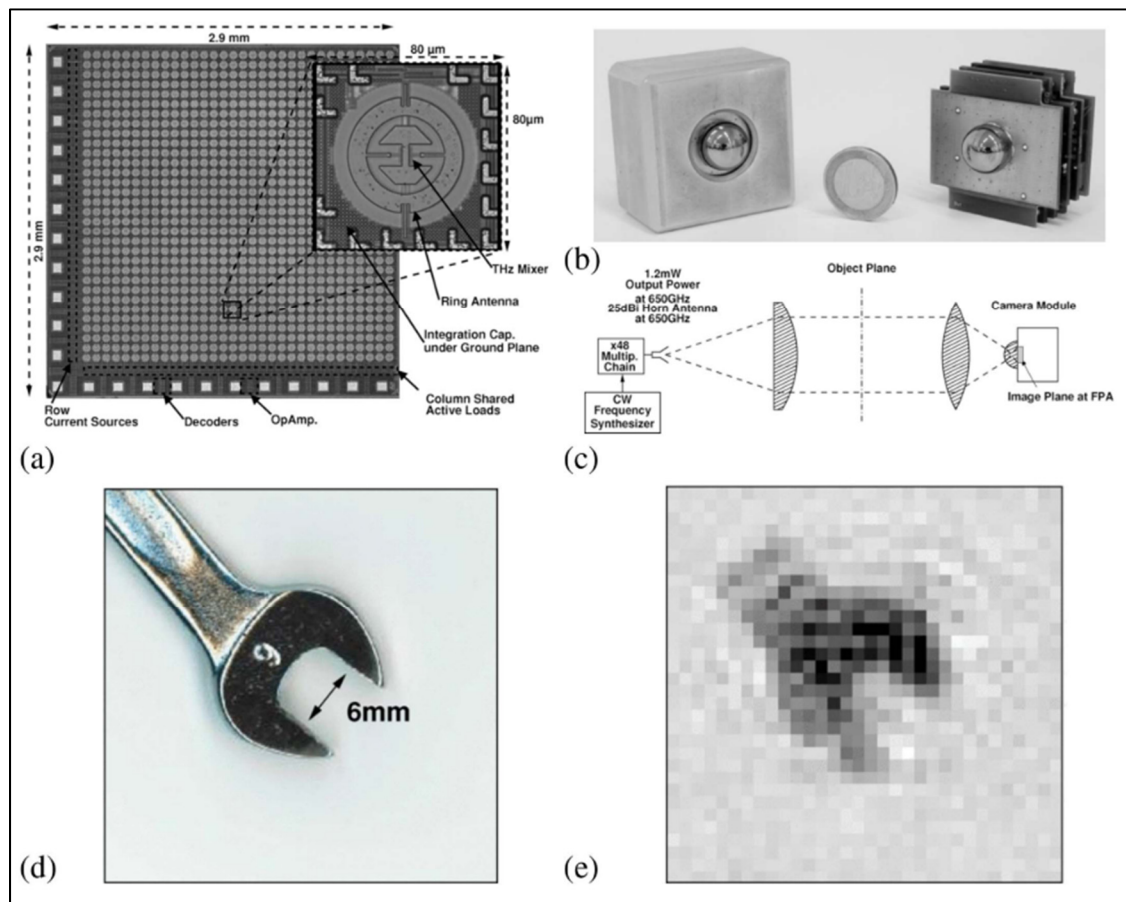 2.9 mm
2.9 mm
80 µm
80µm
THz Mixer
Ring Antenna
Integration Cap.
under Ground Plane
Column Shared
Active Loads
Row
Current Sources
Decoders
OpAmp.
(a)
(b)
1.2mW
Output Power
at 650GHz
25dBi Horn Antenna
at 650GHz
Object Plane
Camera Module
x48
Multip.
Chain
CW
Frequency
Synthesizer
Image Plane at FPA
(c)
9
6mm
(d)
(e)